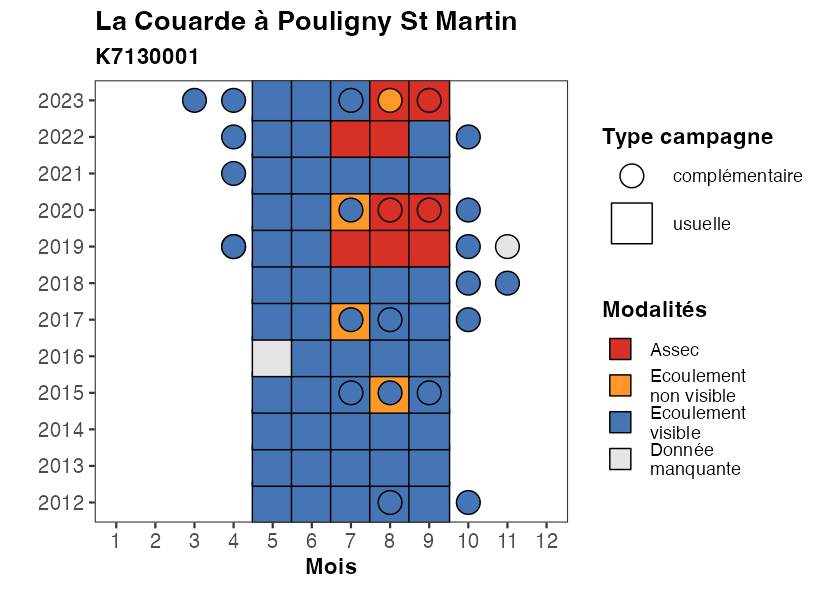 La Couarde à Pouligny St Martin
K7130001
2023
2022
2021
2020
2019
2018
2017
2016
2015
2014
2013
2012
1 2 3 4 5 6 7 8 9 10 11 12
Mois
Type campagne
complémentaire
usuelle
Modalités
Assec
Ecoulement
non visible
Ecoulement
visible
Donnée
manquante